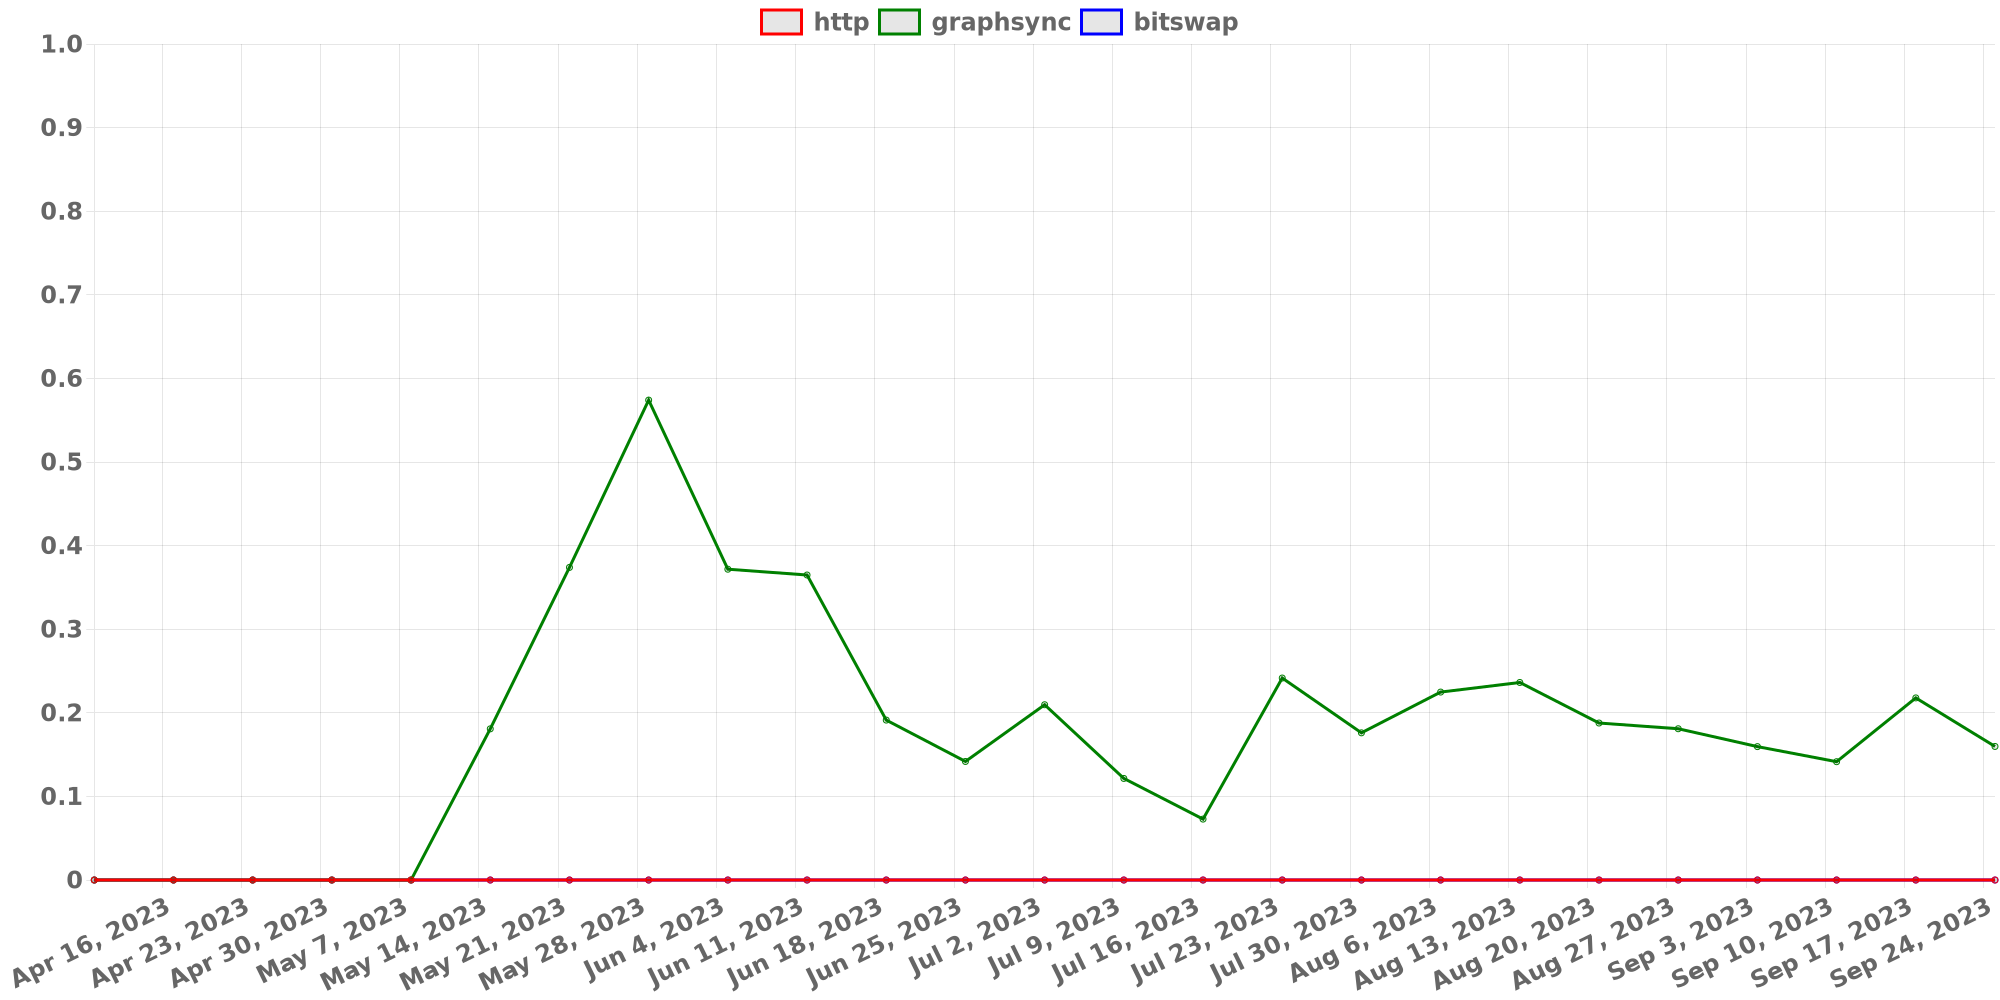 http graphsync bitswap
1.0
0.9
0.8
0.7
0.6
0.5
0.4
0.3
0.2
0.1
0
Apr 16, 2023
Apr 23, 2023
Apr 30, 2023
May 7, 2023
May 14, 2023
May 21, 2023
May 28, 2023
Jun 4, 2023
Jun 11, 2023
Jun 18, 2023
Jun 25, 2023
Jul 2, 2023
Jul 9, 2023
Jul 16, 2023
Jul 23, 2023
Jul 30, 2023
Aug 6, 2023
Aug 13, 2023
Aug 20, 2023
Aug 27, 2023
Sep 3, 2023
Sep 10, 2023
Sep 17, 2023
Sep 24, 2023